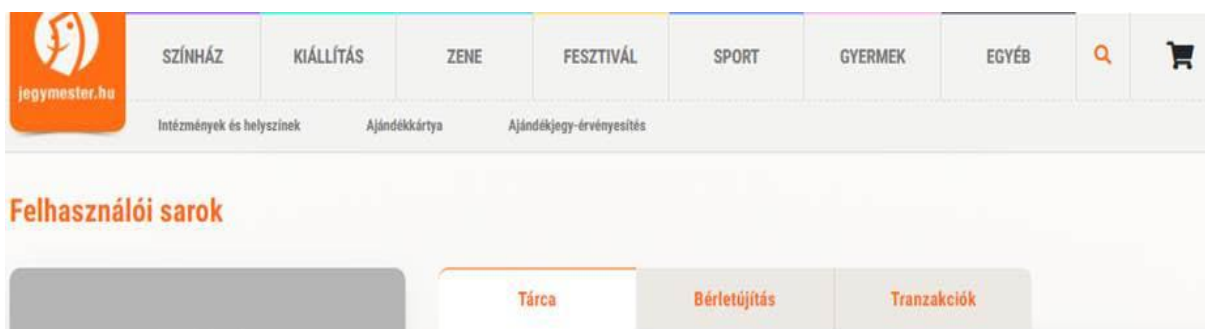 jegymester.hu
SZÍNHÁZ KIÁLLÍTÁS ZENE FESZTIVÁL SPORT GYERMEK EGYÉB
Intézmények és helyszínek Ajándékkártya Ajándékjegy-érvényesítés
Felhasználói sarok
Tárca Bérletújítás Tranzakciók